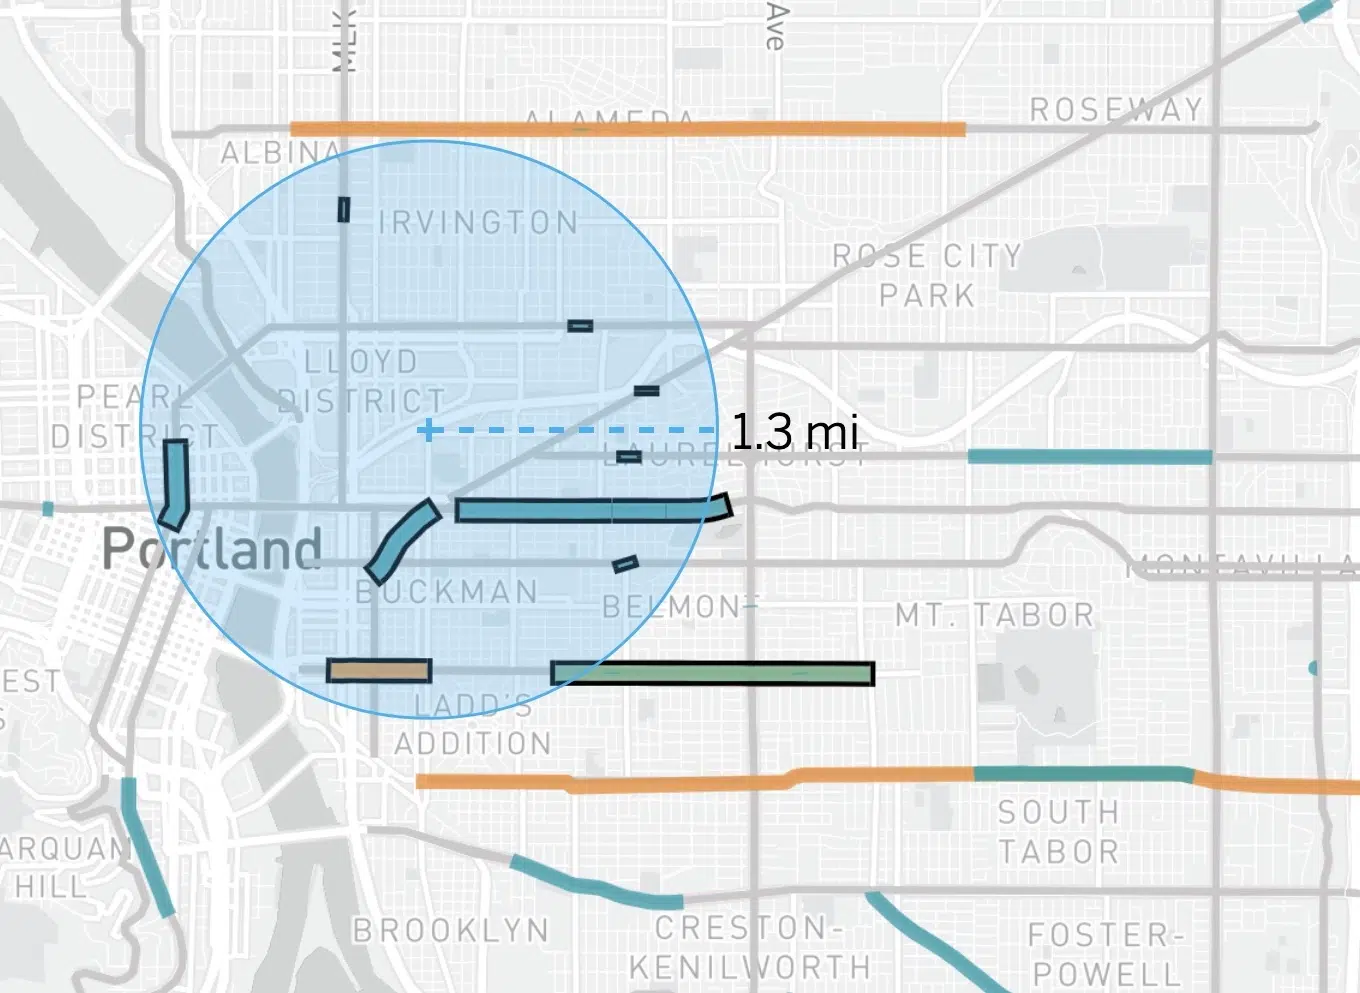 MLK
Ave
ALAMEDA
ROSEWAY
ALBINA
IRVINGTON
ROSE CITY
PARK
LLOYD
DISTRICT
PEARL
DISTRICT
1.3 mi
LAURELHURST
Portland
BUCKMAN
BELMONT
MONTAVILLA
MT. TABOR
EST
S
LADD'S
ADDITION
SOUTH
TABOR
ARQUAM
HILL
BROOKLYN
CRESTON-
KENILWORTH
FOSTER-
POWELL